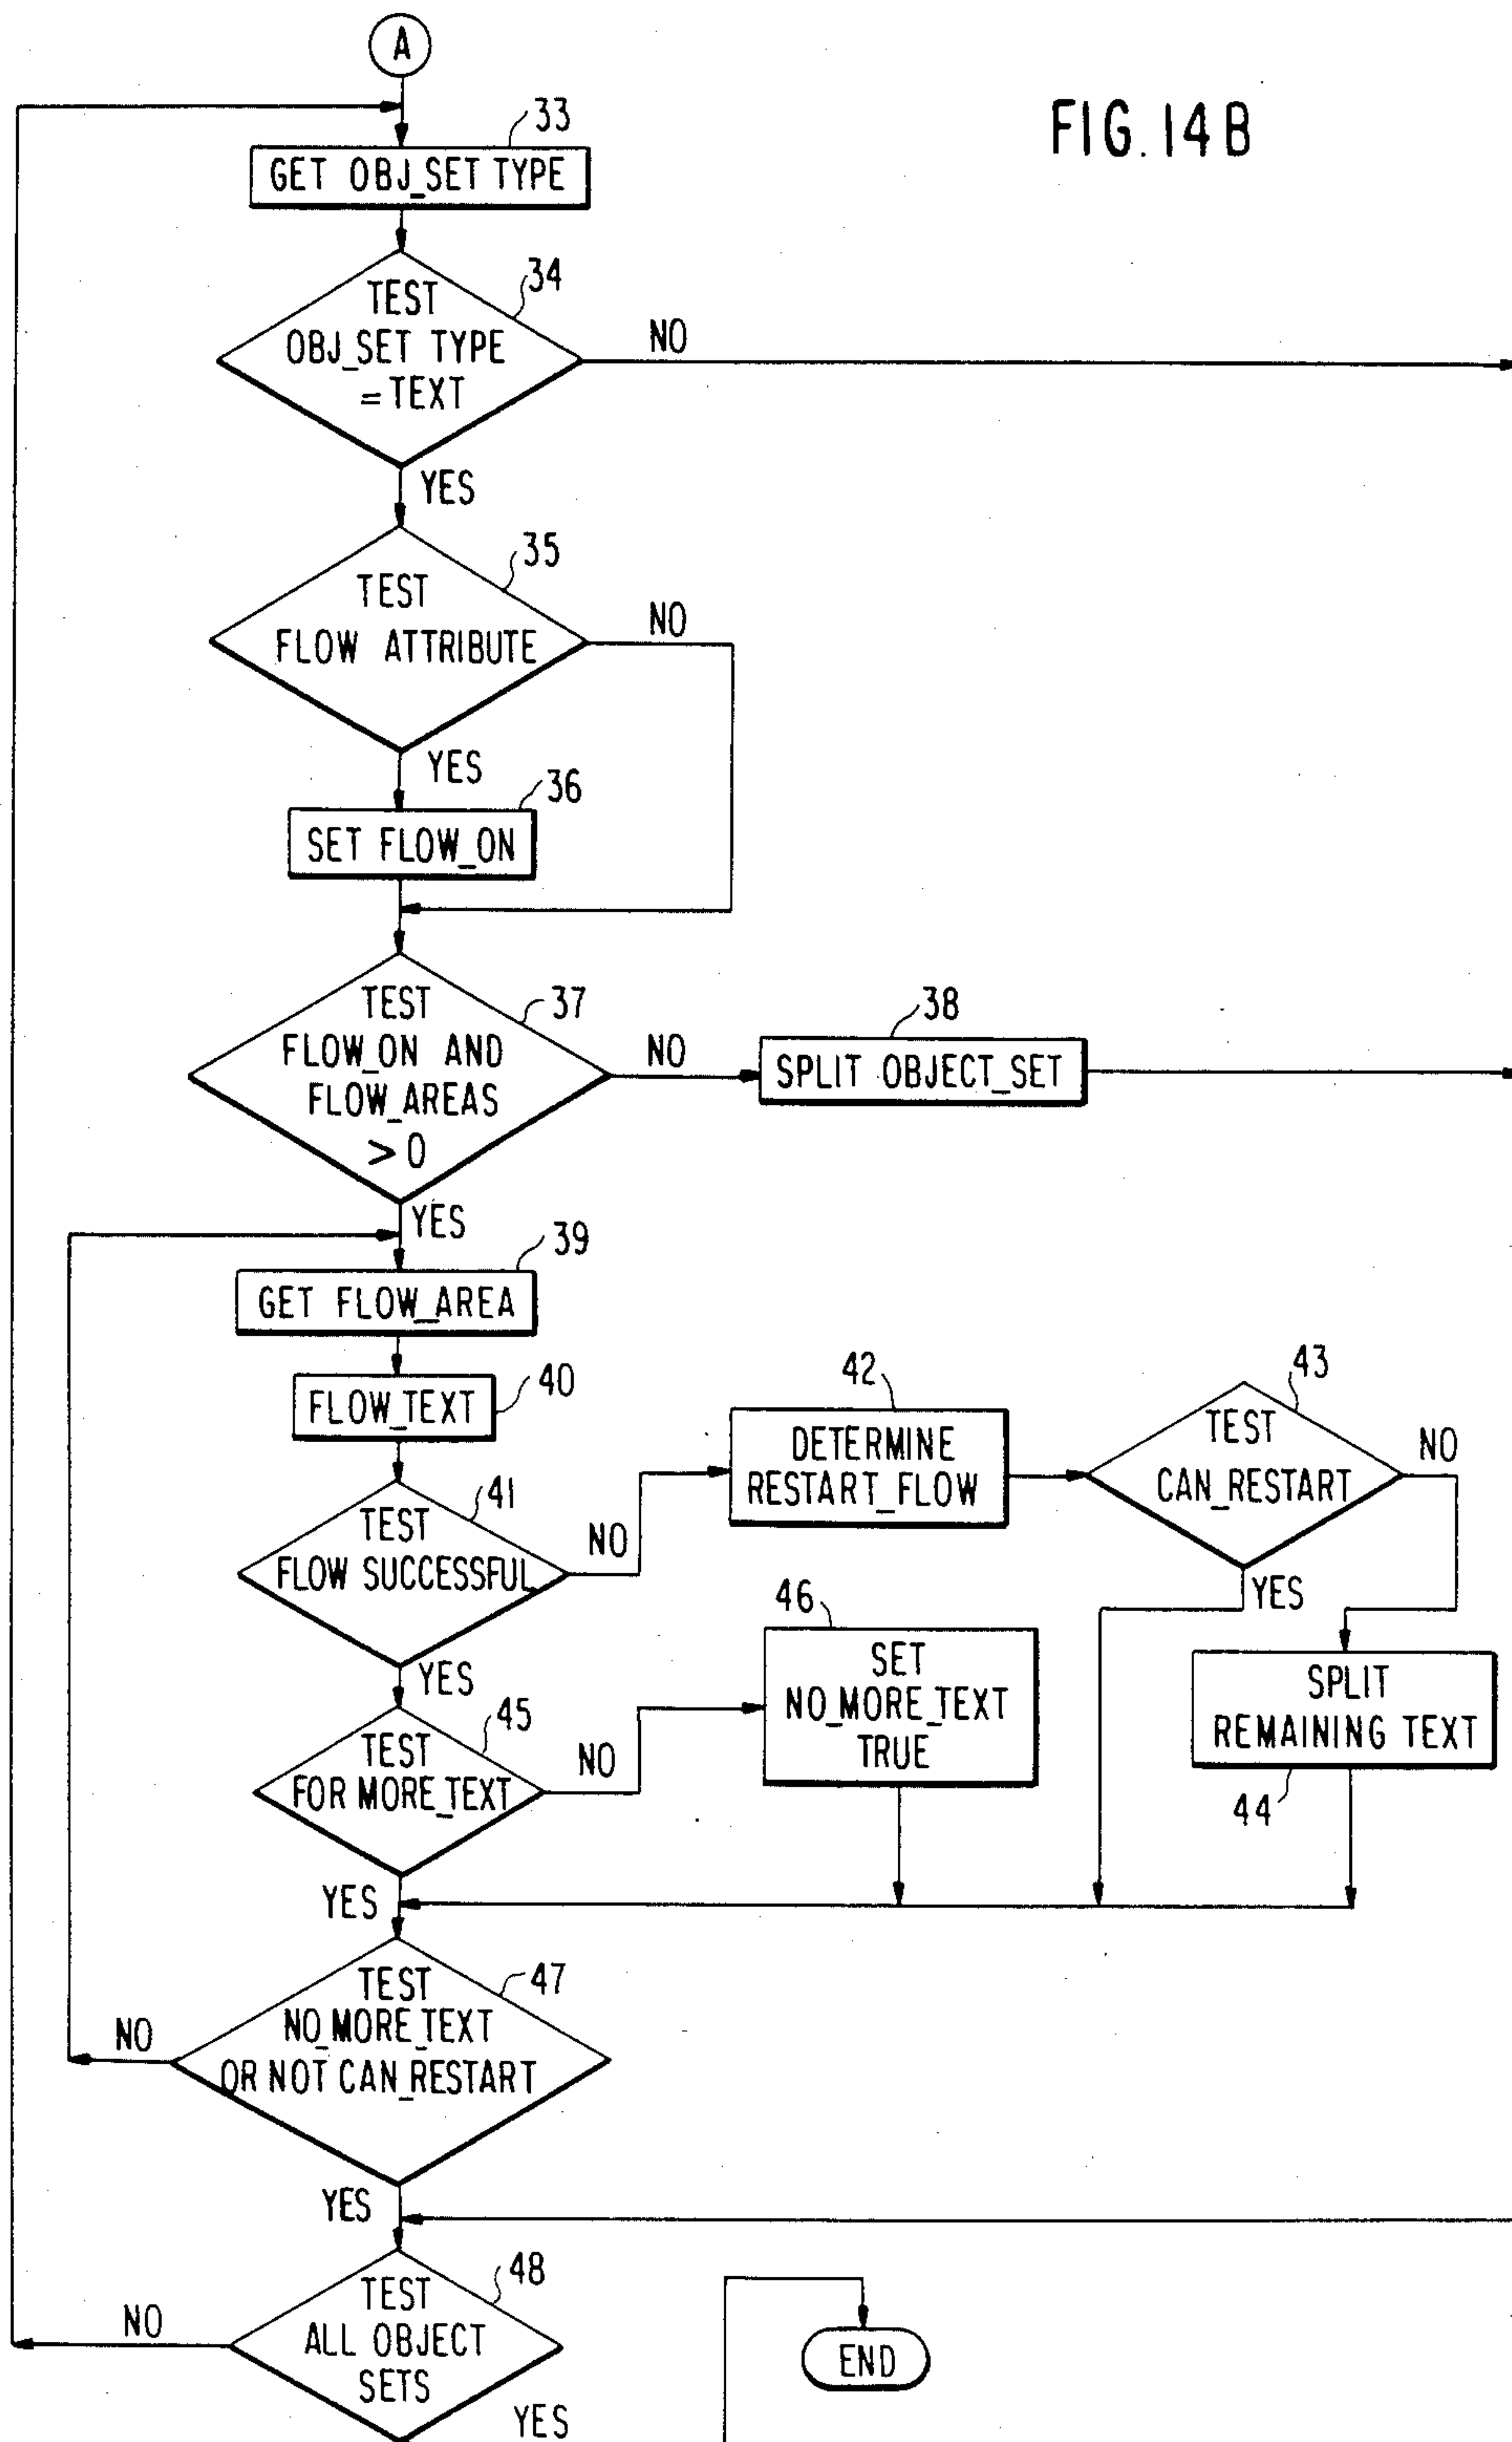 A
FIG. 14B
33
GET OBJ_SET TYPE
34
TEST
OBJ_SET TYPE
= TEXT
NO
YES
35
TEST
FLOW ATTRIBUTE
NO
YES
36
SET FLOW_ON
37
TEST
FLOW_ON AND
FLOW_AREAS
> 0
NO
38
SPLIT OBJECT_SET
YES
39
GET FLOW_AREA
40
FLOW_TEXT
41
TEST
FLOW SUCCESSFUL
NO
42
DETERMINE
RESTART_FLOW
43
TEST
CAN_RESTART
NO
YES
44
SPLIT
REMAINING TEXT
YES
45
TEST
FOR MORE_TEXT
NO
46
SET
NO_MORE_TEXT
TRUE
YES
47
TEST
NO_MORE_TEXT
OR NOT CAN_RESTART
NO
YES
48
TEST
ALL OBJECT
SETS
NO
YES
END